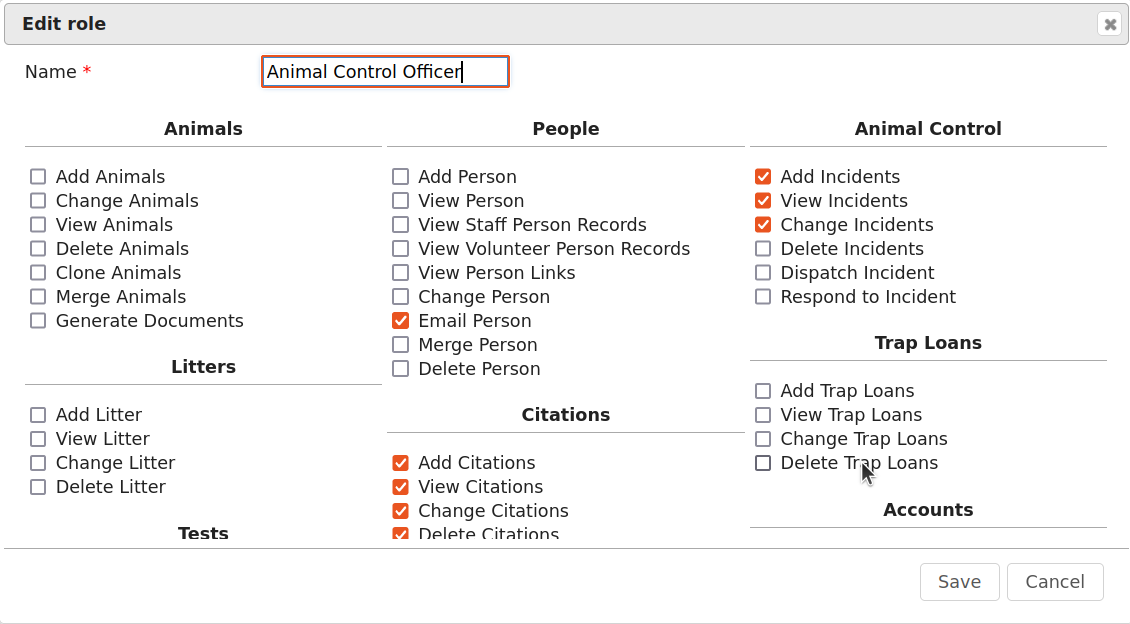 Edit role
Name *
Animal Control Officer
Animals
Add Animals
Change Animals
View Animals
Delete Animals
Clone Animals
Merge Animals
Generate Documents
Litters
Add Litter
View Litter
Change Litter
Delete Litter
Tests
People
Add Person
View Person
View Staff Person Records
View Volunteer Person Records
View Person Links
Change Person
Email Person
Merge Person
Delete Person
Citations
Add Citations
View Citations
Change Citations
Delete Citations
Animal Control
Add Incidents
View Incidents
Change Incidents
Delete Incidents
Dispatch Incident
Respond to Incident
Trap Loans
Add Trap Loans
View Trap Loans
Change Trap Loans
Delete Trap Loans
Accounts
Save
Cancel